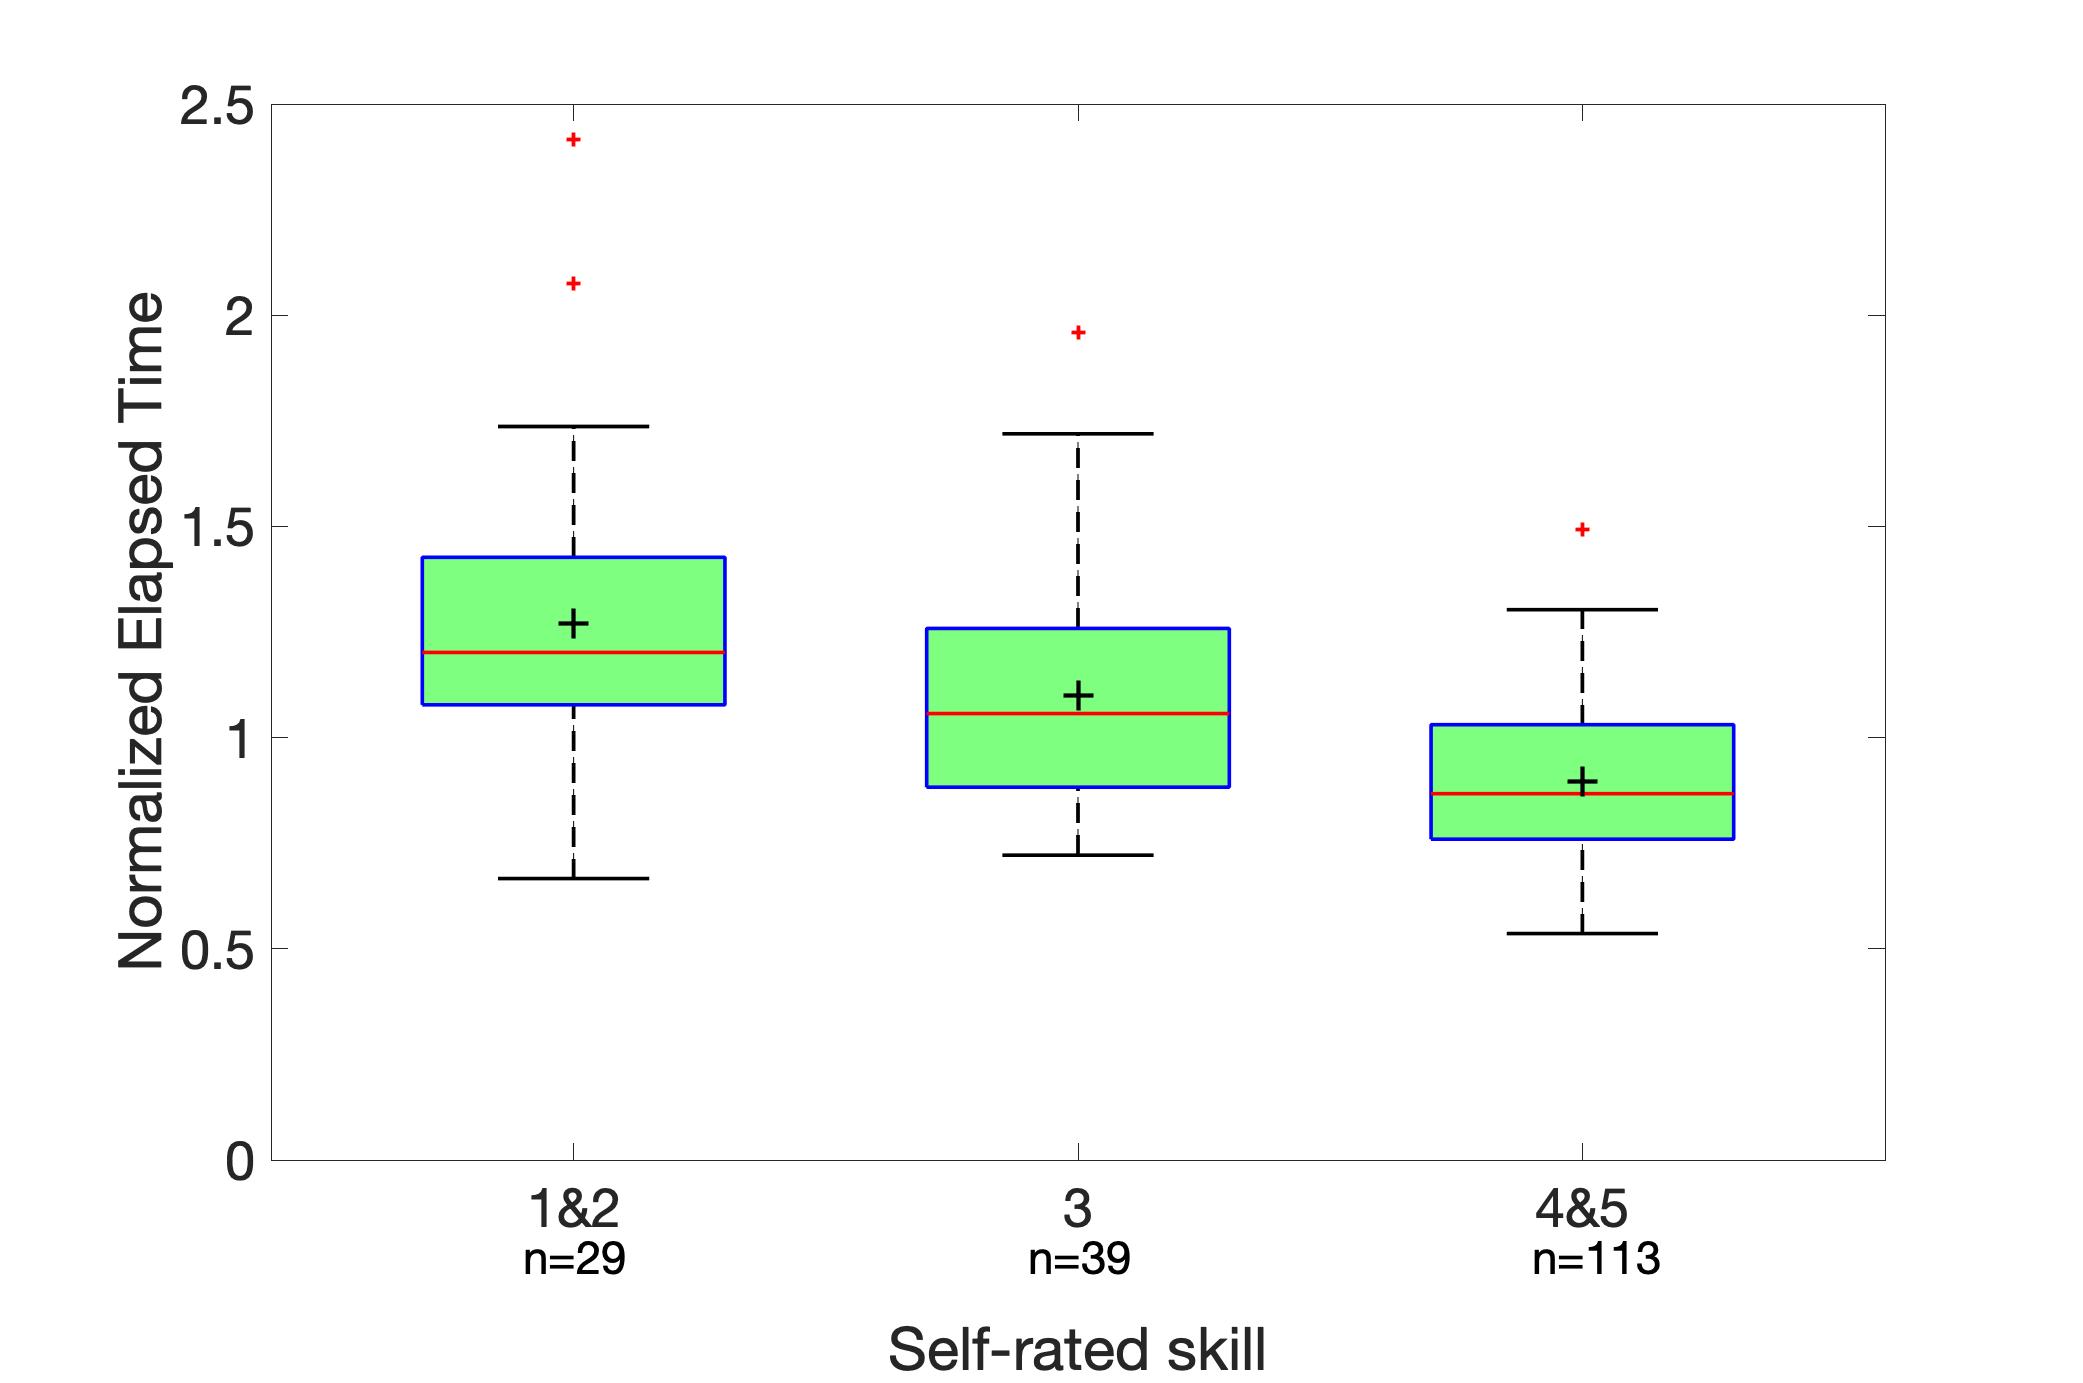 Normalized Elapsed Time
2.5
2
1.5
1
0.5
0
1&2 3 4&5
n=29 n=39 n=113
Self-rated skill